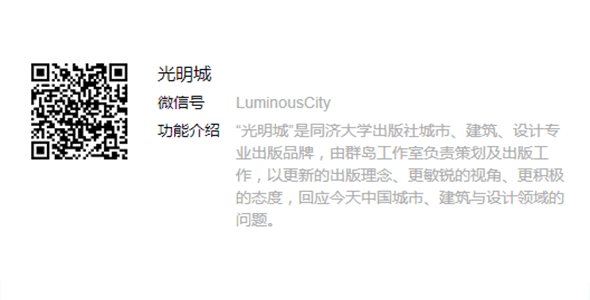 光明城
微信号 LuminousCity
功能介绍 “光明城”是同济大学出版社城市、建筑、设计专
业出版品牌，由群岛工作室负责策划及出版工
作，以更新的出版理念、更敏锐的视角、更积极
的态度，回应今天中国城市、建筑与设计领域的
问题。